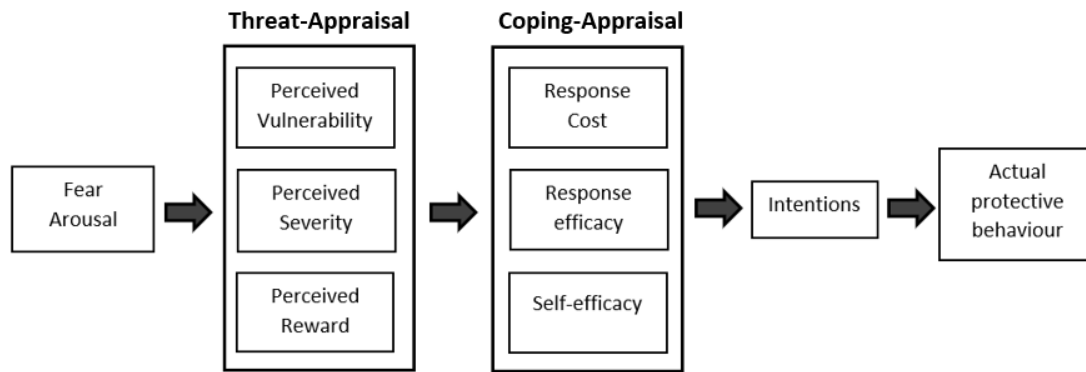 Threat-Appraisal
Coping-Appraisal
Fear
Arousal
Perceived
Vulnerability
Perceived
Severity
Perceived
Reward
Response
Cost
Response
efficacy
Self-efficacy
Intentions
Actual
protective
behaviour